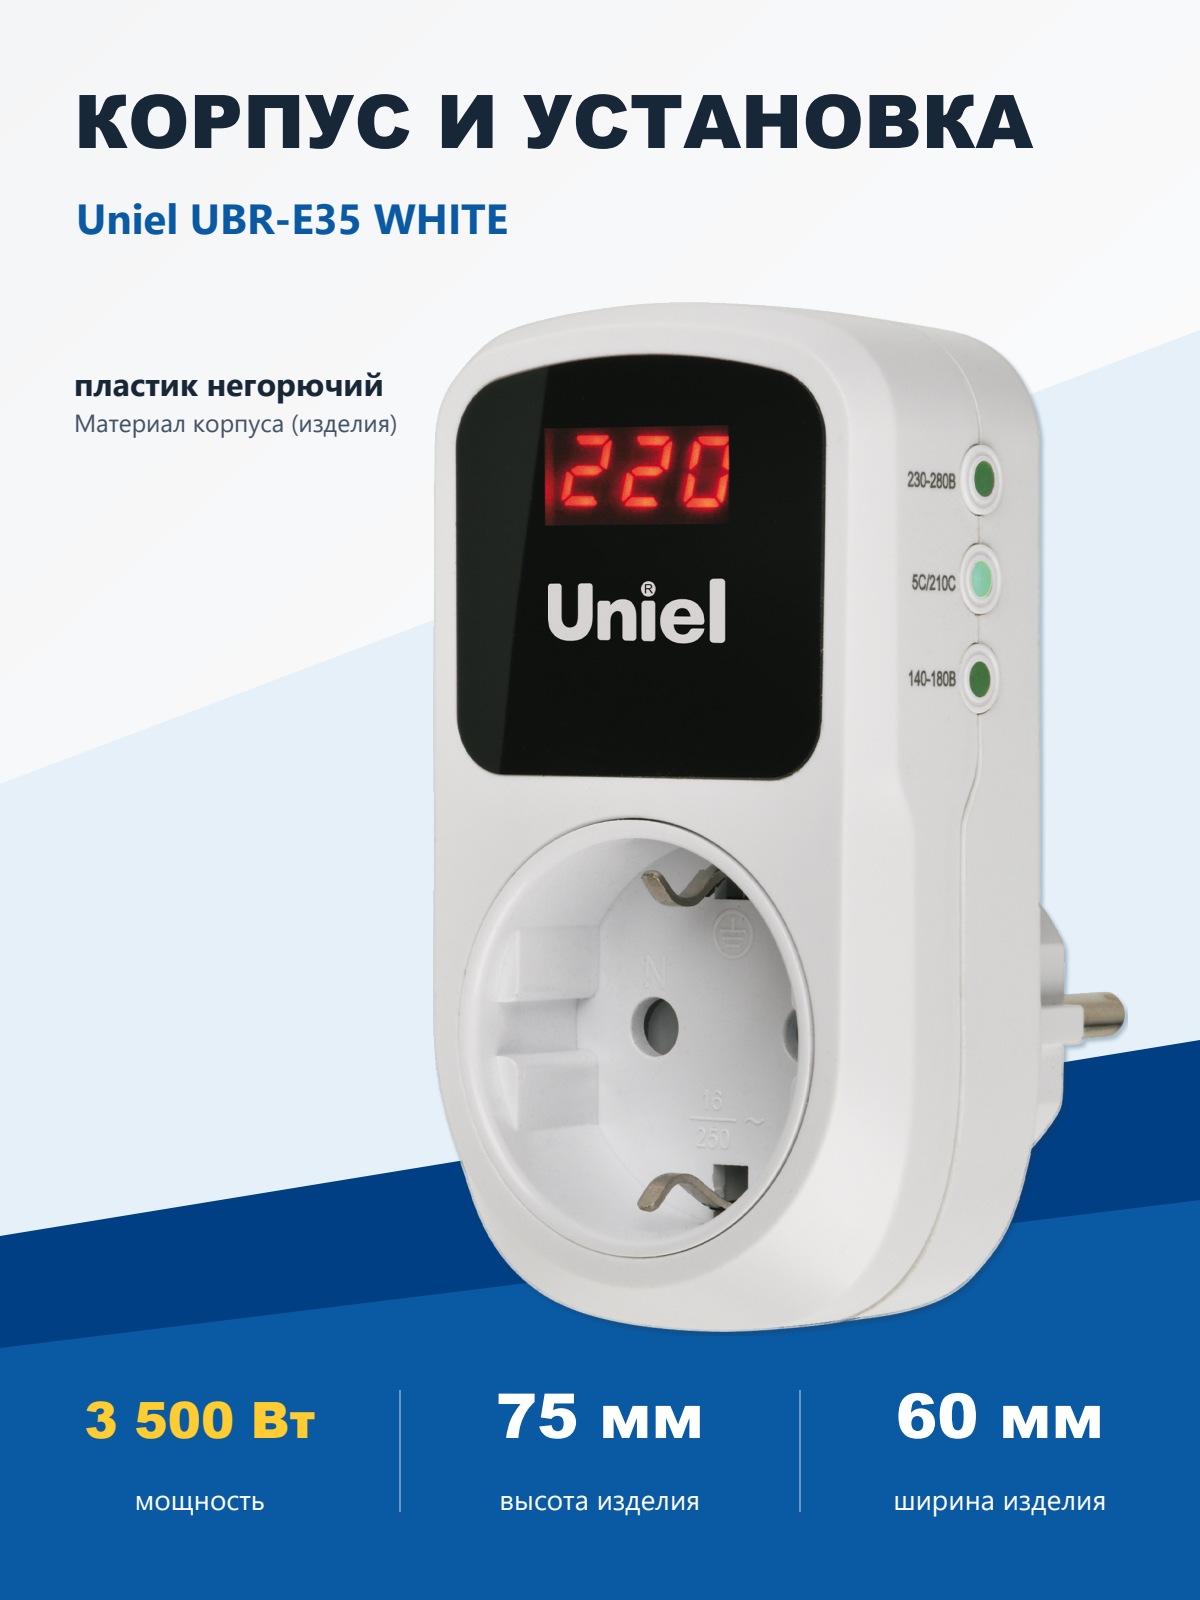 КОРПУС И УСТАНОВКА
Uniel UBR-E35 WHITE
пластик негорючий
Материал корпуса (изделия)
220
Uniel®
230-280В
5С/210С
140-180В
N
16
250 ~
3 500 Вт
мощность
75 мм
высота изделия
60 мм
ширина изделия